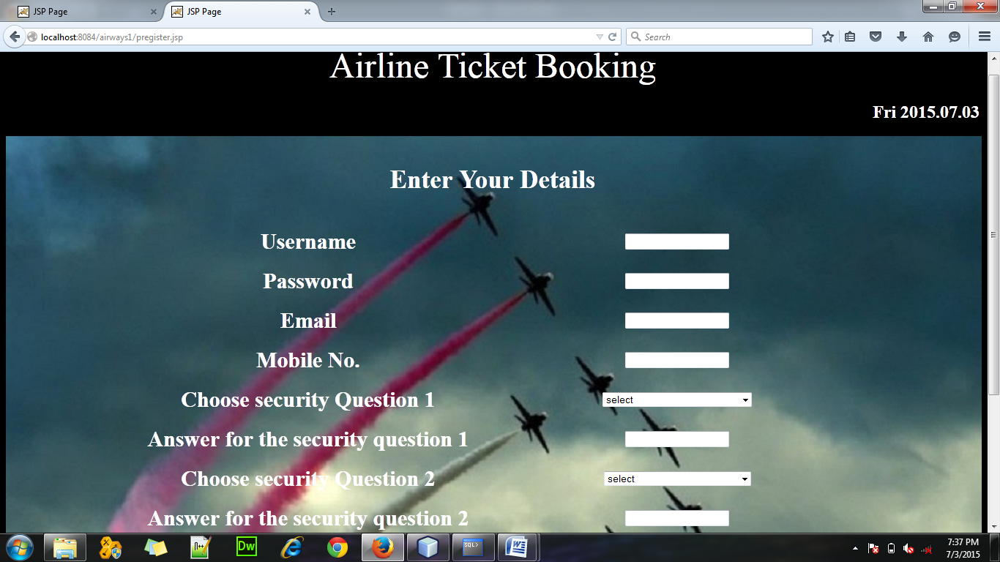 JSP Page
JSP Page
localhost:8084/airways1/pregister.jsp
Search
Airline Ticket Booking
Fri 2015.07.03
Enter Your Details
Username
Password
Email
Mobile No.
Choose security Question 1
select
Answer for the security question 1
Choose security Question 2
select
Answer for the security question 2
N++
Dw
SQL>
W
7:37 PM
7/3/2015